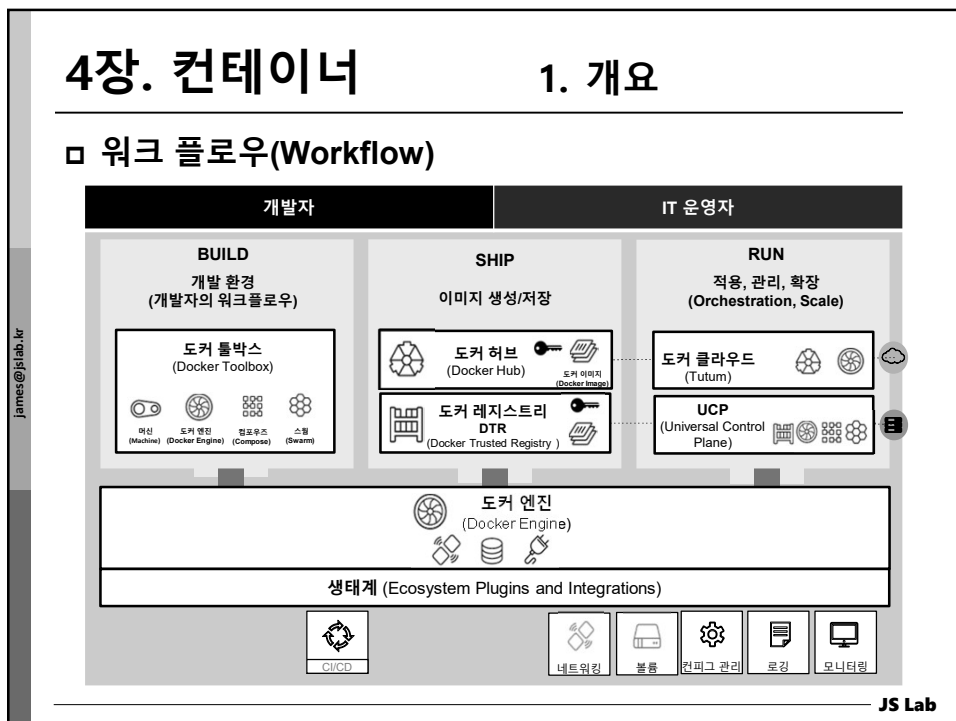 4장. 컨테이너
1. 개요
워크 플로우(Workflow)
개발자
IT 운영자
BUILD
개발 환경
(개발자의 워크플로우)
도커 툴박스
(Docker Toolbox)
머신
(Machine)
도커 엔진
(Docker Engine)
컴포우즈
(Compose)
스웜
(Swarm)
SHIP
이미지 생성/저장
도커 허브
(Docker Hub)
도커 이미지
(Docker Image)
도커 레지스트리
DTR
(Docker Trusted Registry )
RUN
적용, 관리, 확장
(Orchestration, Scale)
도커 클라우드
(Tutum)
UCP
(Universal Control
Plane)
도커 엔진
(Docker Engine)
생태계 (Ecosystem Plugins and Integrations)
CI/CD
네트워킹
볼륨
컨피그 관리
로깅
모니터링
james@jslab.kr
JS Lab